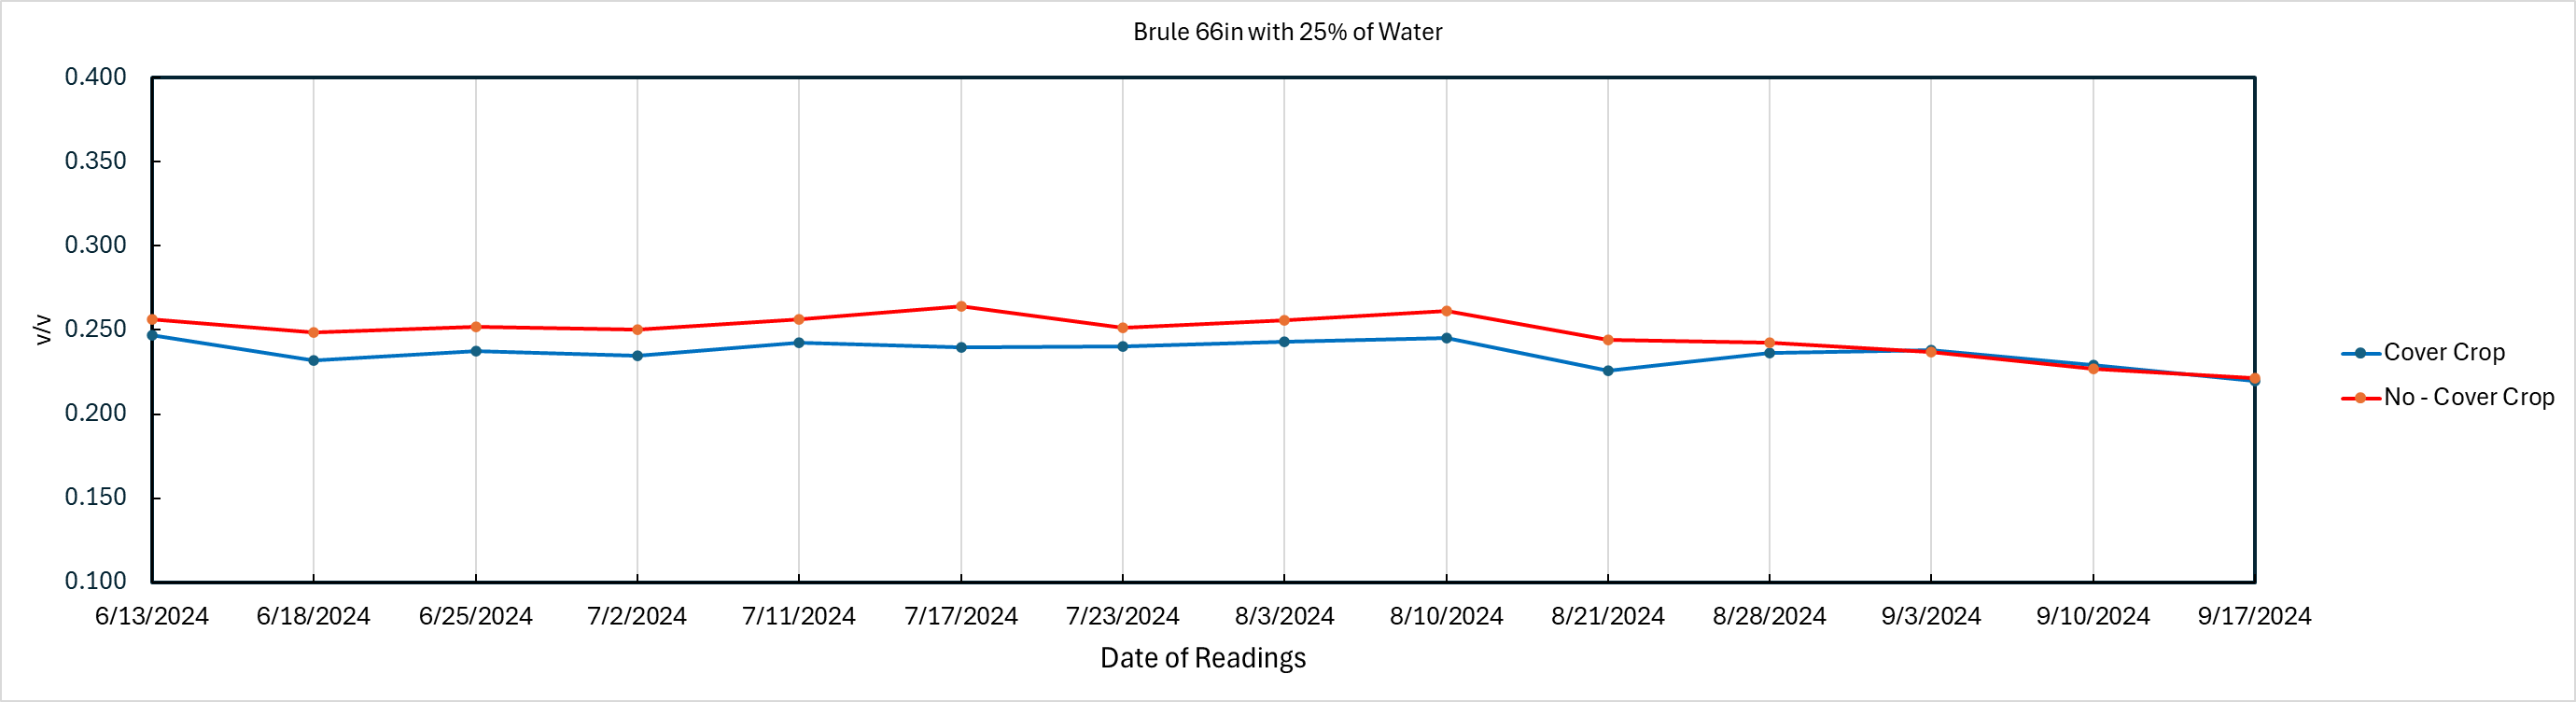 Brule 66in with 25% of Water
0.400
0.350
0.300
0.250
0.200
0.150
0.100
v/v
6/13/2024 6/18/2024 6/25/2024 7/2/2024 7/11/2024 7/17/2024 7/23/2024 8/3/2024 8/10/2024 8/21/2024 8/28/2024 9/3/2024 9/10/2024 9/17/2024
Date of Readings
Cover Crop
No - Cover Crop